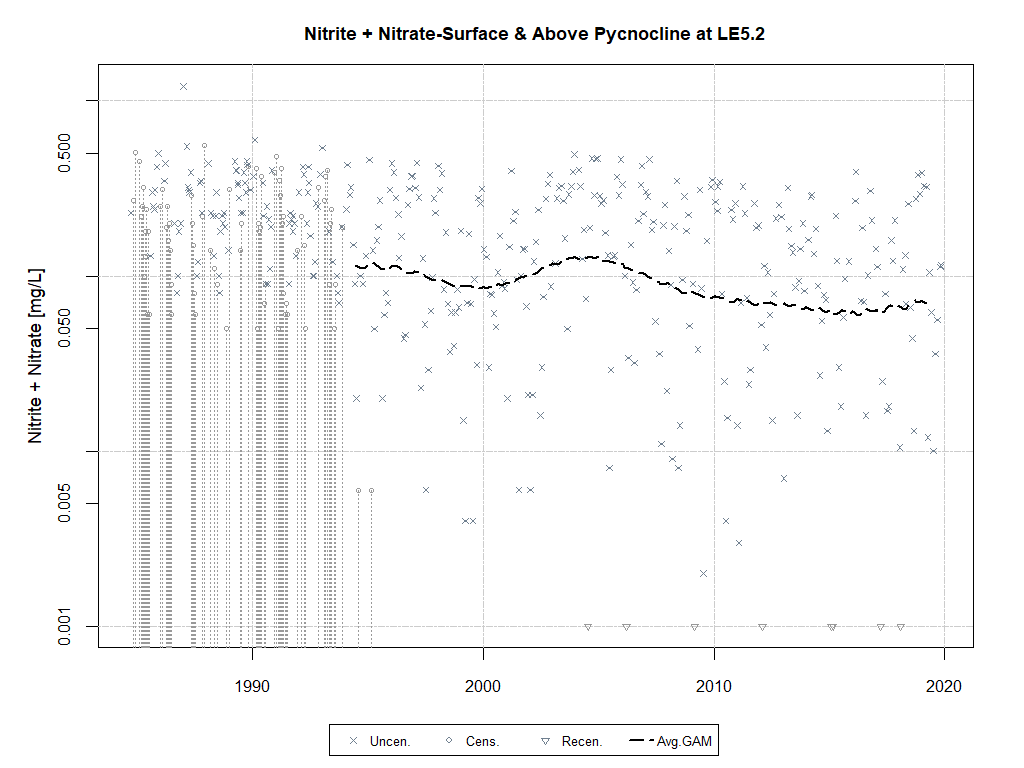 Nitrite + Nitrate-Surface & Above Pycnocline at LE5.2
Nitrite + Nitrate [mg/L]
0.500
0.050
0.005
0.001
1990 2000 2010 2020
Uncen. Cens. Recen. Avg.GAM